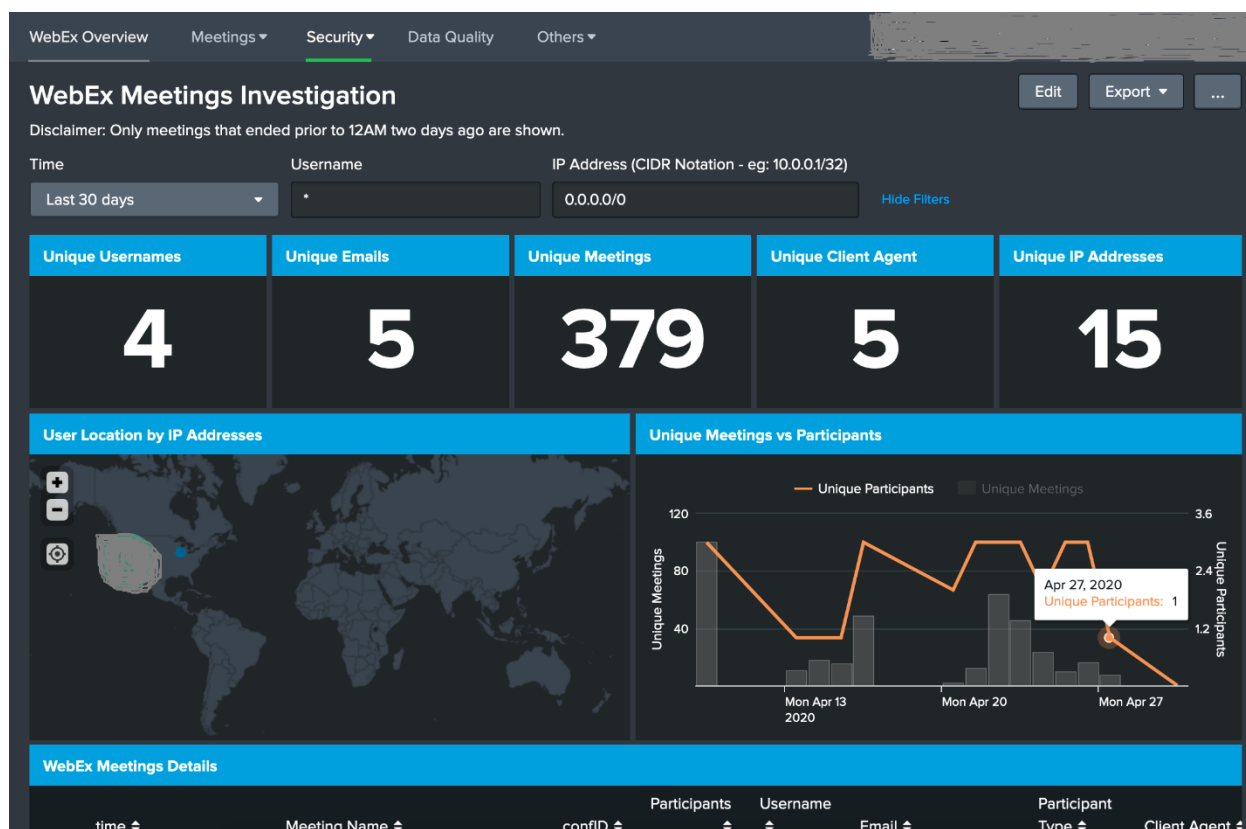 WebEx Overview Meetings Security Data Quality Others
WebEx Meetings Investigation
Edit Export ...
Disclaimer: Only meetings that ended prior to 12AM two days ago are shown.
Time Username IP Address (CIDR Notation - eg: 10.0.0.1/32)
Last 30 days * 0.0.0.0/0 Hide Filters
Unique Usernames Unique Emails Unique Meetings Unique Client Agent Unique IP Addresses
4 5 379 5 15
User Location by IP Addresses
+
−
Unique Meetings vs Participants
Unique Participants Unique Meetings
Unique Meetings
120
80
40
3.6
2.4
1.2
Unique Participants
Apr 27, 2020
Unique Participants: 1
Mon Apr 13
2020
Mon Apr 20
Mon Apr 27
WebEx Meetings Details
time Meeting Name confID Participants Username Email Participant Type Client Agent